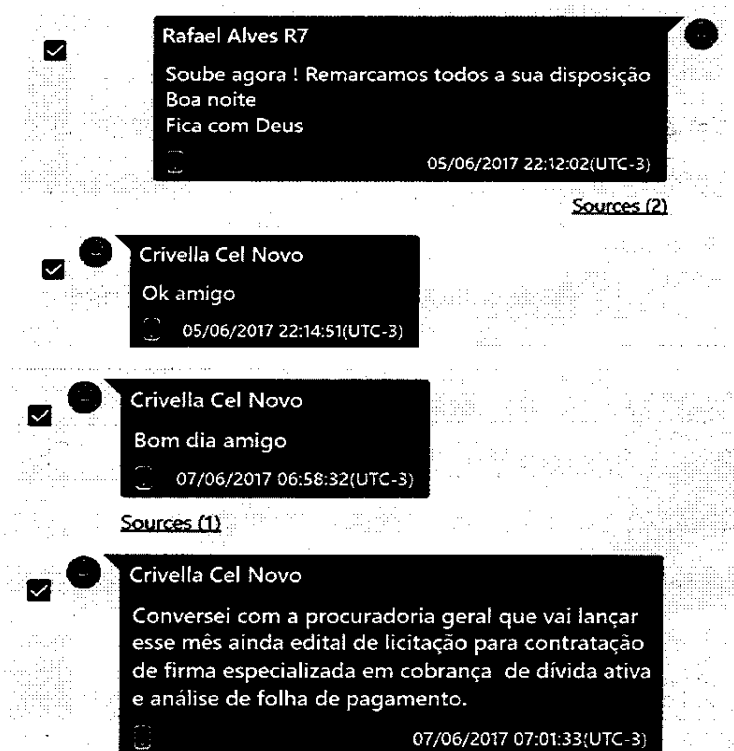 Rafael Alves R7
Soube agora ! Remarcamos todos a sua disposição
Boa noite
Fica com Deus
05/06/2017 22:12:02(UTC-3)
Sources (2)
Crivella Cel Novo
Ok amigo
05/06/2017 22:14:51(UTC-3)
Crivella Cel Novo
Bom dia amigo
07/06/2017 06:58:32(UTC-3)
Sources (1)
Crivella Cel Novo
Conversei com a procuradoria geral que vai lançar
esse mês ainda edital de licitação para contratação
de firma especializada em cobrança de dívida ativa
e análise de folha de pagamento.
07/06/2017 07:01:33(UTC-3)